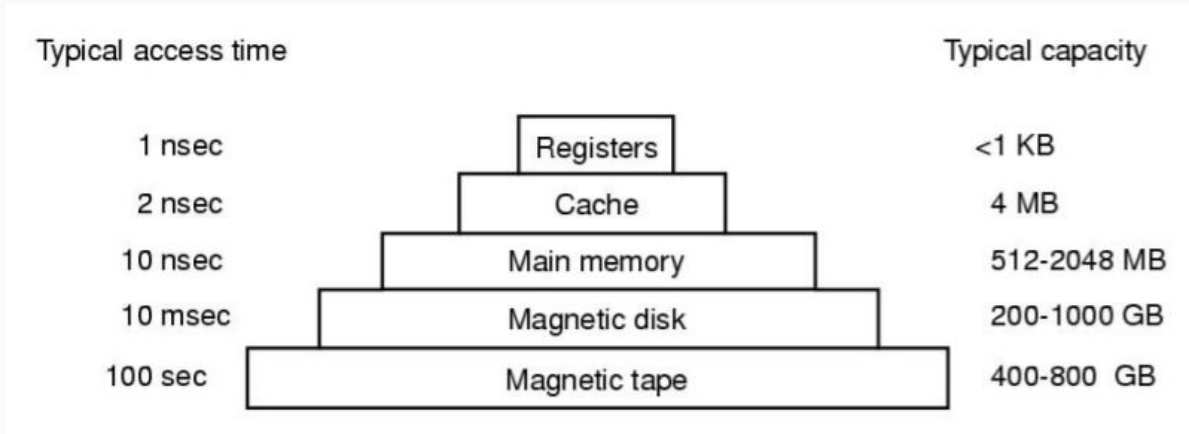 Typical access time Typical capacity
1 nsec Registers <1 KB
2 nsec Cache 4 MB
10 nsec Main memory 512-2048 MB
10 msec Magnetic disk 200-1000 GB
100 sec Magnetic tape 400-800 GB